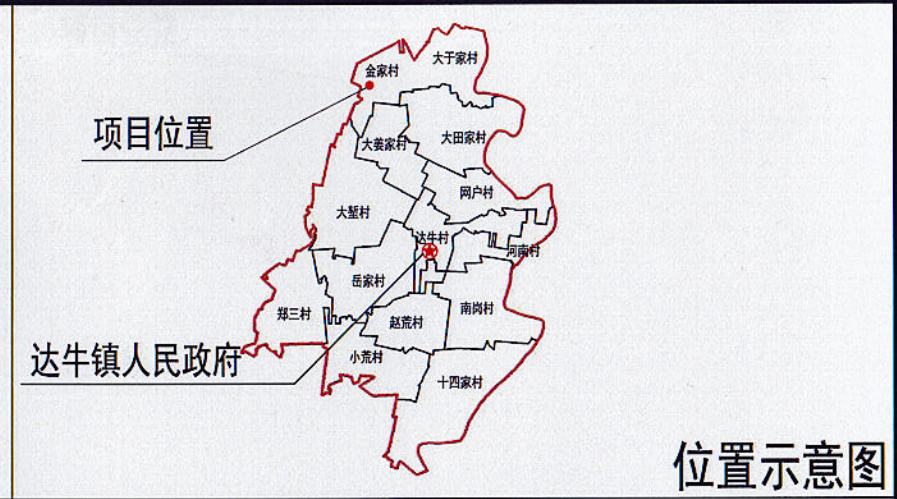 大于家村
金家村
项目位置
大姜家村
大田家村
网户村
大堑村
达牛村
河南村
岳家村
郑三村
南岗村
赵荒村
达牛镇人民政府
小荒村
十四家村
位置示意图